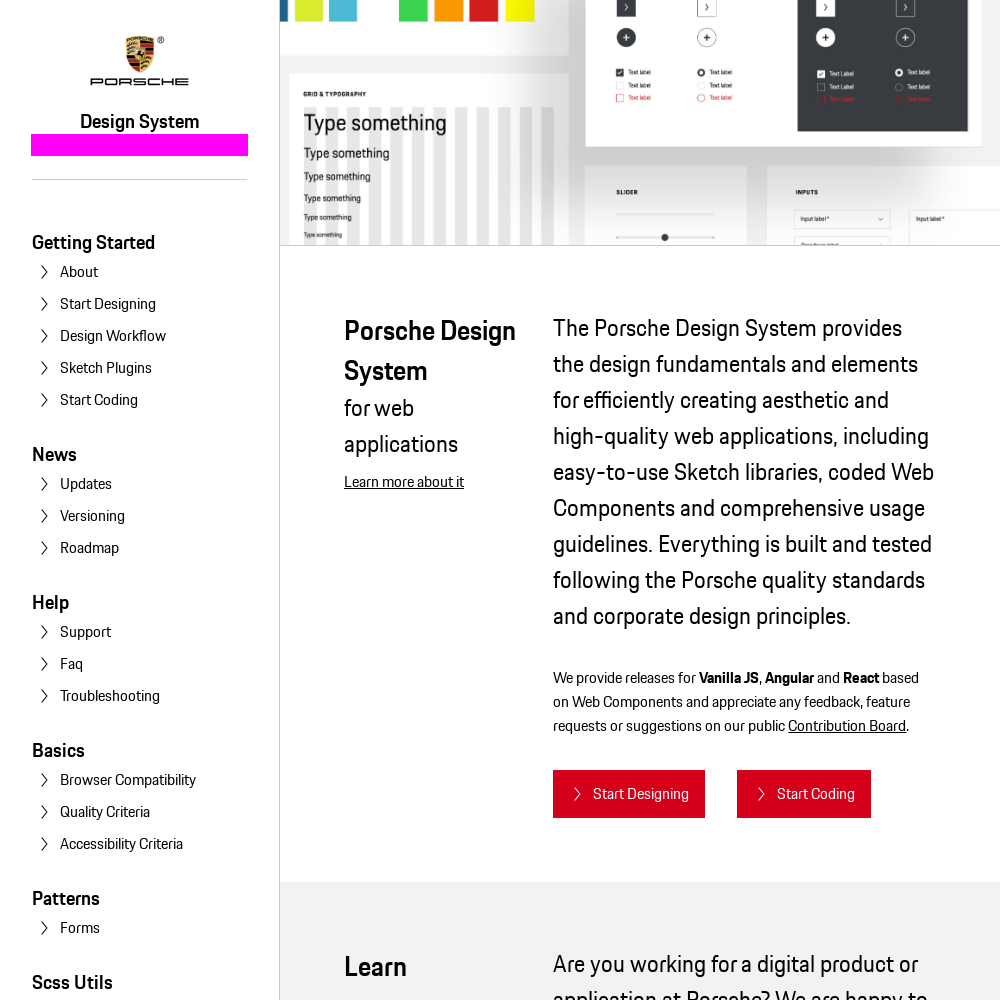 PORSCHE
®
PORSCHE
Design System
Getting Started
About
Start Designing
Design Workflow
Sketch Plugins
Start Coding
News
Updates
Versioning
Roadmap
Help
Support
Faq
Troubleshooting
Basics
Browser Compatibility
Quality Criteria
Accessibility Criteria
Patterns
Forms
Scss Utils
GRID & TYPOGRAPHY
Type something
Type something
Type something
Type something
Type something
Type something
Text label
Text label
Text label
Text label
Text label
Text label
Text Label
Text Label
Text Label
Text label
Text label
Text label
SLIDER
INPUTS
Input label*
Input label*
Porsche Design
System
for web
applications
Learn more about it
The Porsche Design System provides
the design fundamentals and elements
for efficiently creating aesthetic and
high-quality web applications, including
easy-to-use Sketch libraries, coded Web
Components and comprehensive usage
guidelines. Everything is built and tested
following the Porsche quality standards
and corporate design principles.
We provide releases for Vanilla JS, Angular and React based
on Web Components and appreciate any feedback, feature
requests or suggestions on our public Contribution Board.
Start Designing
Start Coding
Learn
Are you working for a digital product or
application at Porsche? We are happy to